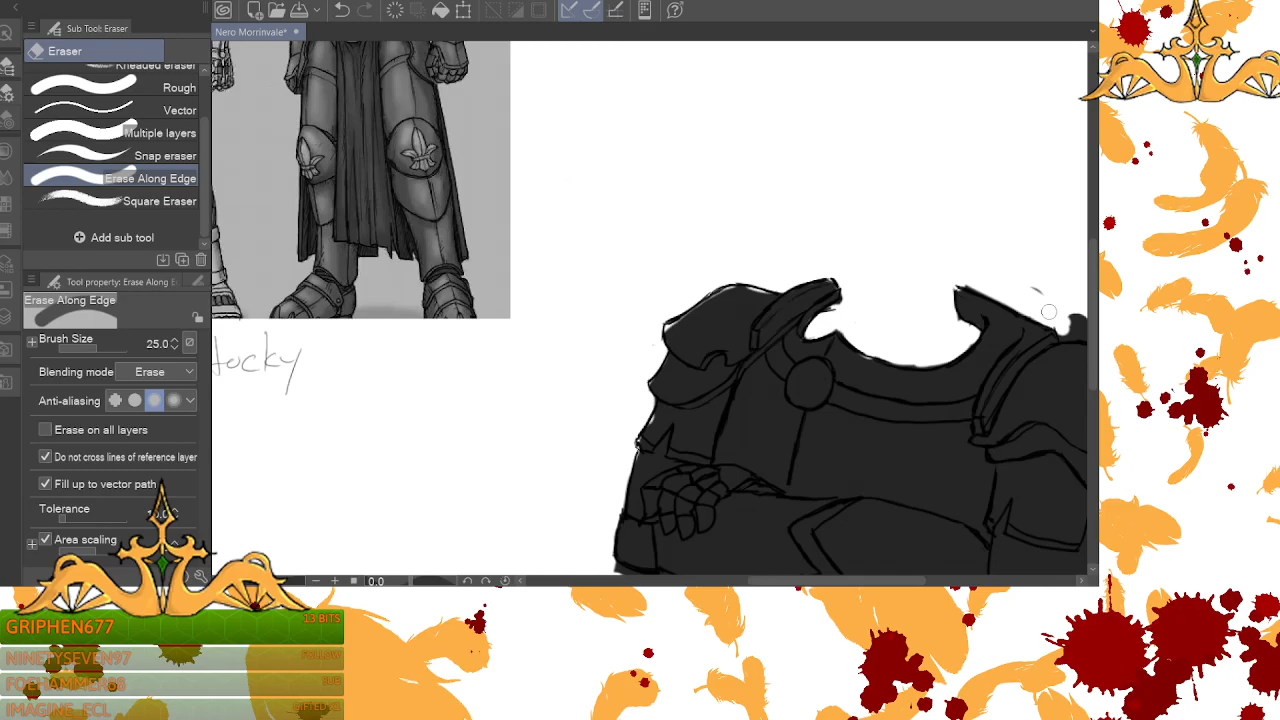 Sub Tool: Eraser
Nero Morrinvale*
Eraser
Kneaded eraser
Rough
Vector
Multiple layers
Snap eraser
Erase Along Edge
Square Eraser
Add sub tool
Tool property: Erase Along E
Erase Along Edge
Brush Size
25.0
Blending mode
Erase
Anti-aliasing
Erase on all layers
Do not cross lines of reference layer
Fill up to vector path
Tolerance
Area scaling
0.0
tocky
GRIPHEN677
13 BITS
NINETYSEVEN97
FOLLOW
FOEHAMMER88
SUB
IMAGINE_ECL